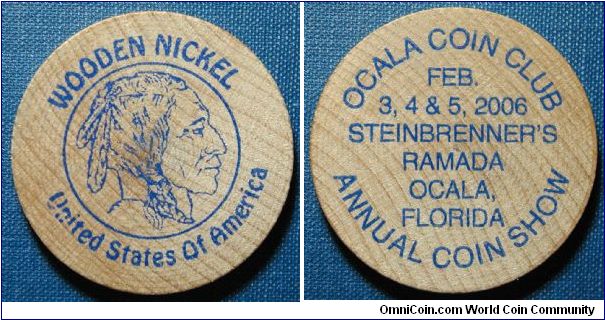 WOODEN NICKEL
United States Of America
OCALA COIN CLUB
FEB.
3, 4 & 5, 2006
STEINBRENNER'S
RAMADA
OCALA,
FLORIDA
ANNUAL COIN SHOW
OmniCoin.com World Coin Community